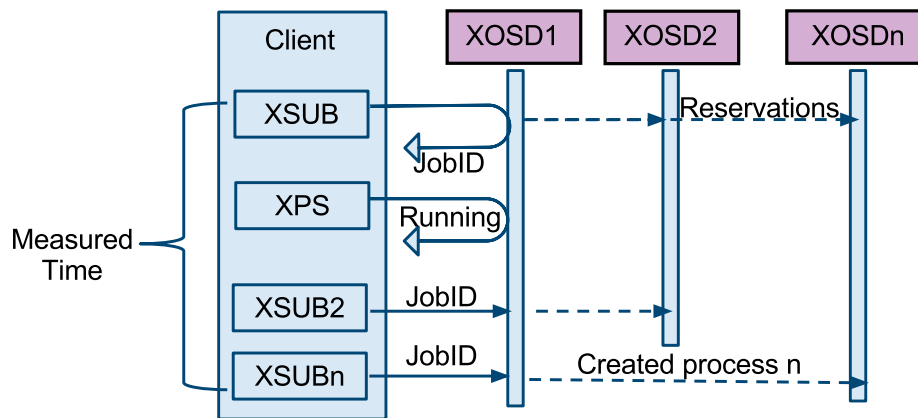 Client
XOSD1
XOSD2
XOSDn
XSUB
Reservations
JobID
XPS
Running
Measured
Time
XSUB2
JobID
XSUBn
JobID
Created process n